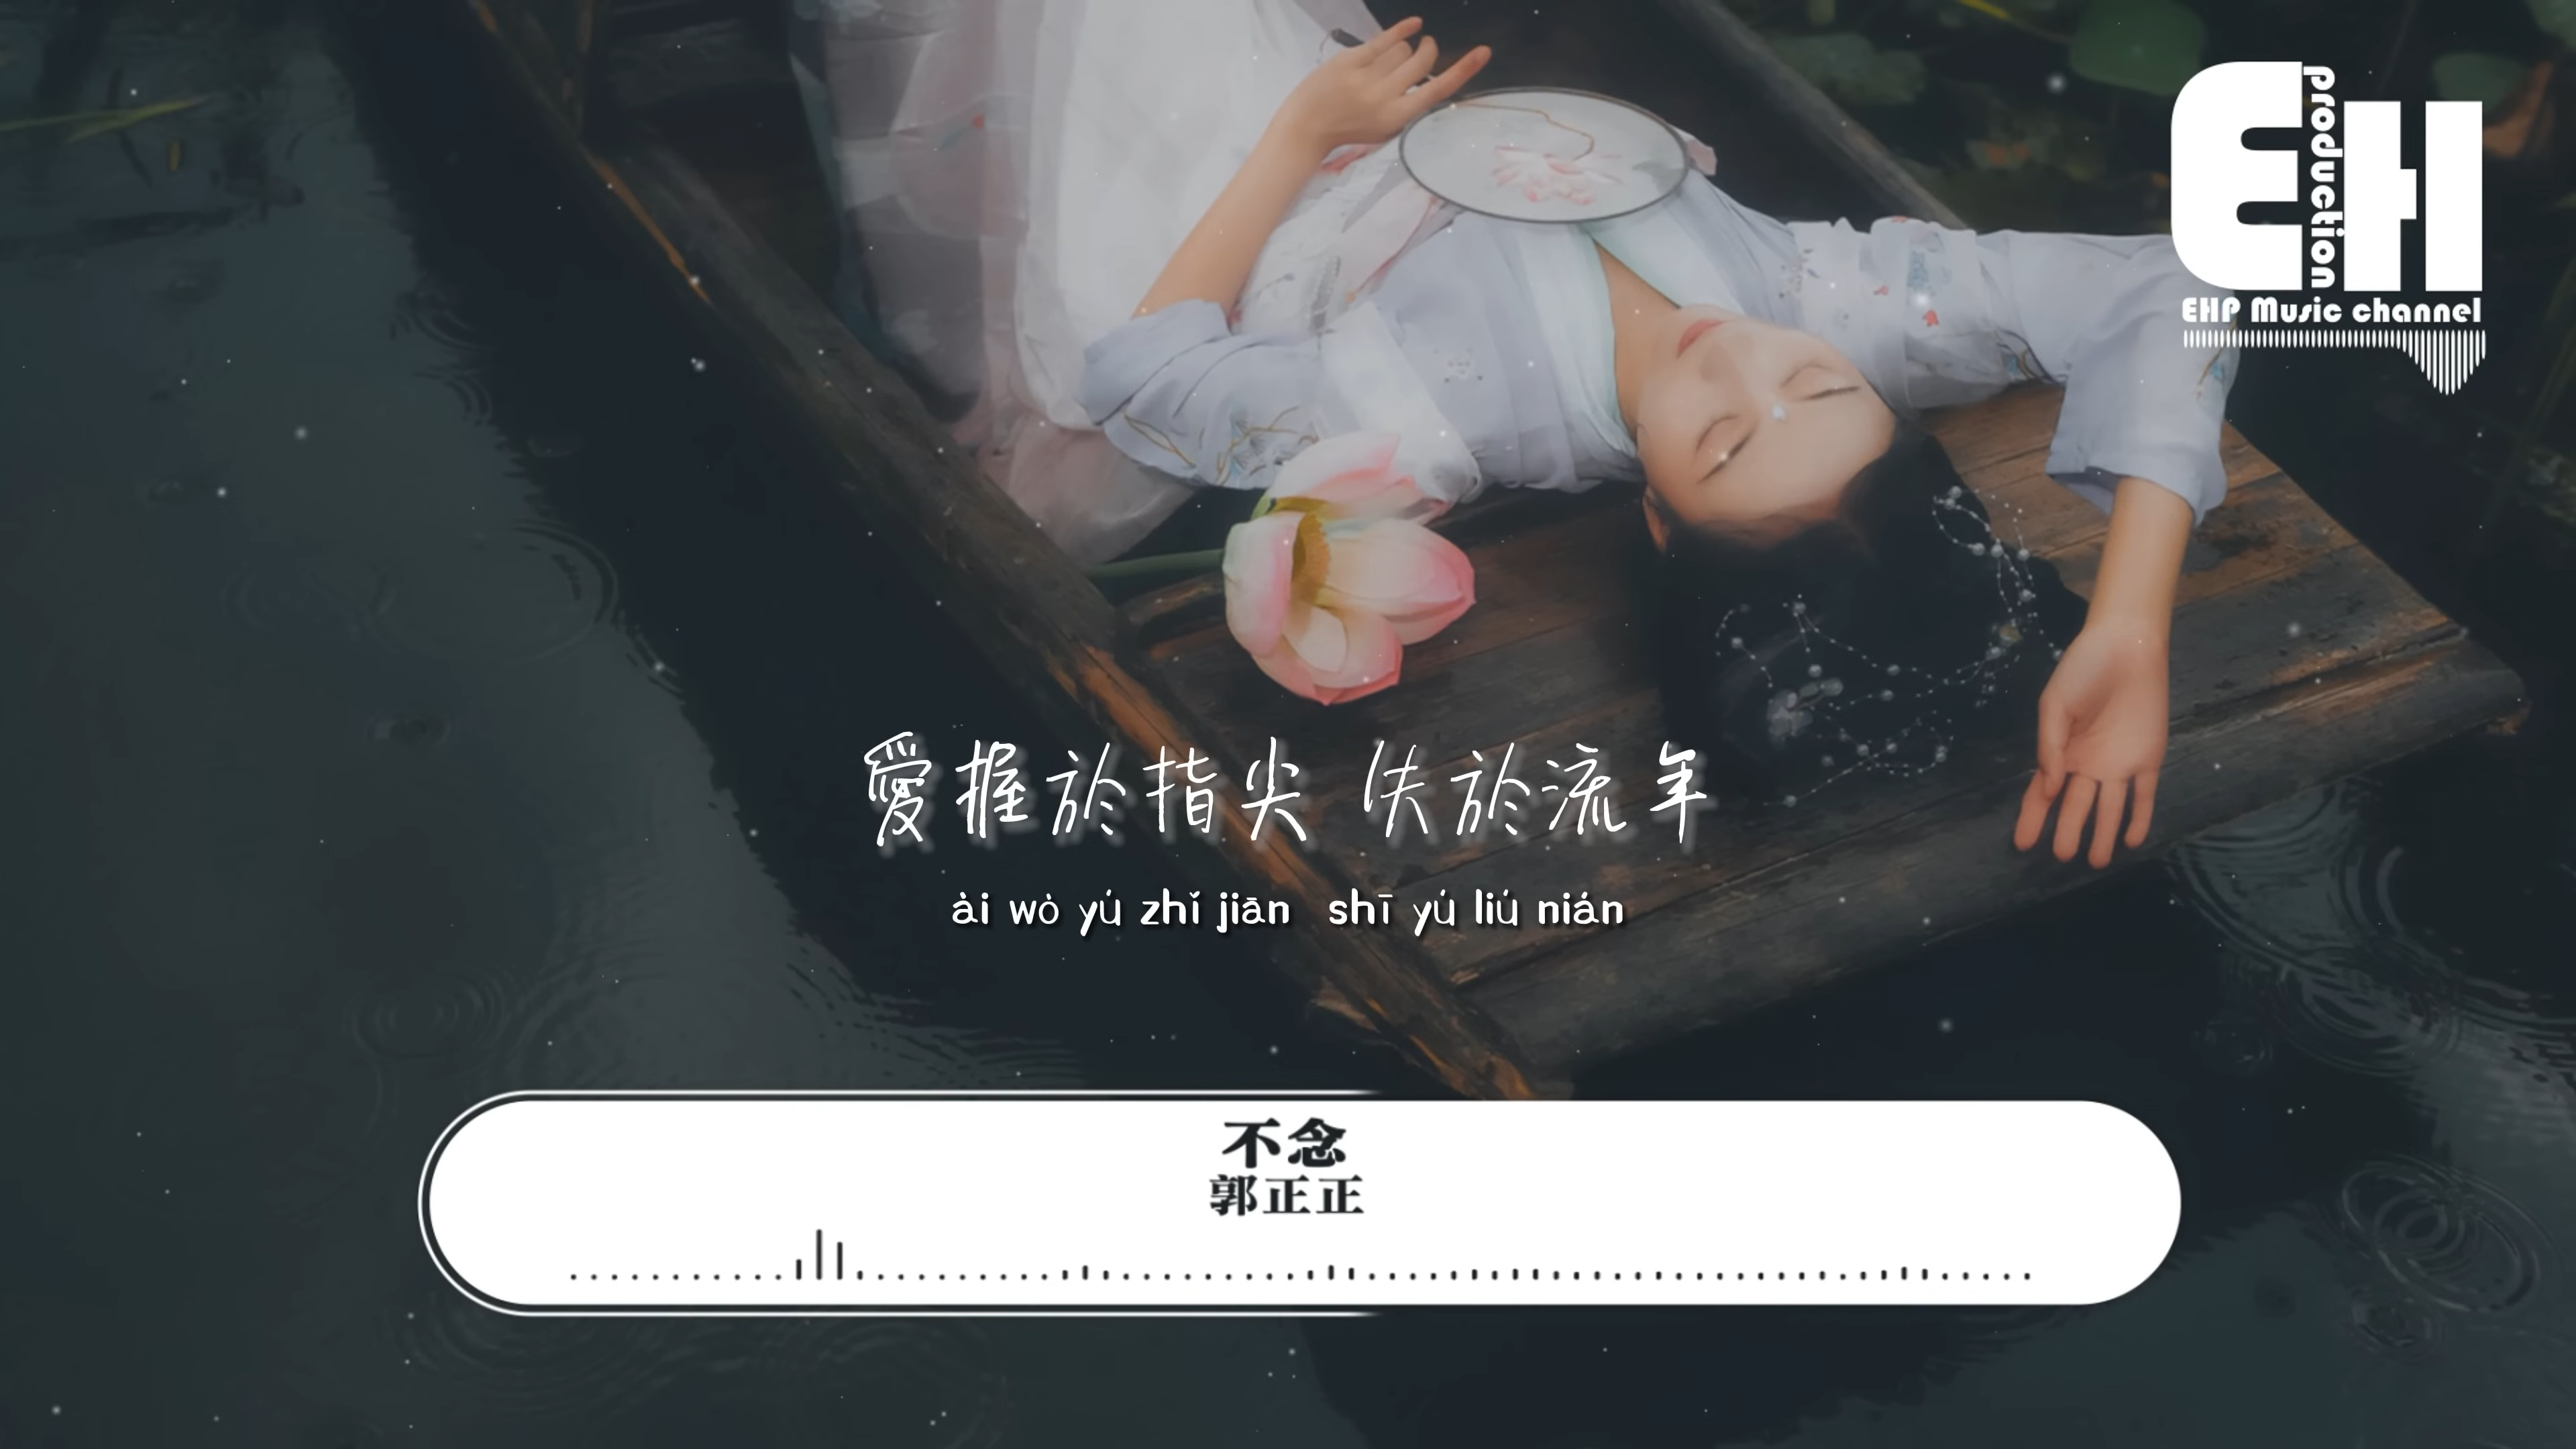 EH
production
EHP Music channel
愛握於指尖 失於流年
ài wò yú zhǐ jiān shī yú liú nián
不念
郭正正